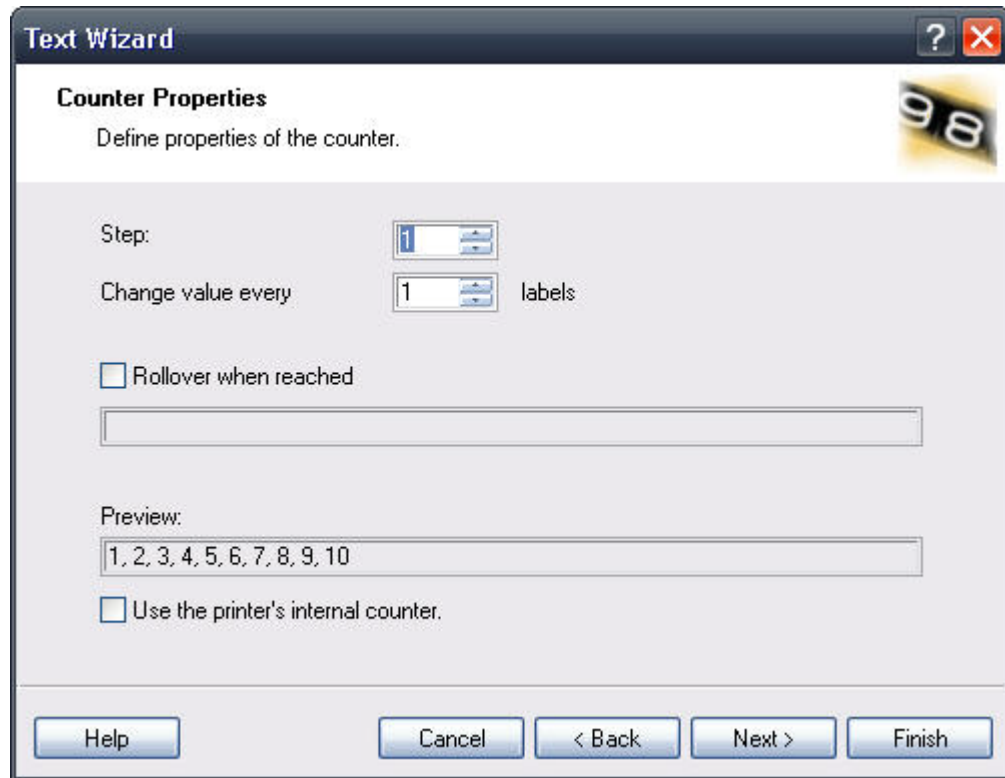 Text Wizard
?
Counter Properties
Define properties of the counter.
98
Step:
1
Change value every 1 labels
Rollover when reached
Preview:
1, 2, 3, 4, 5, 6, 7, 8, 9, 10
Use the printer's internal counter.
Help Cancel < Back Next > Finish